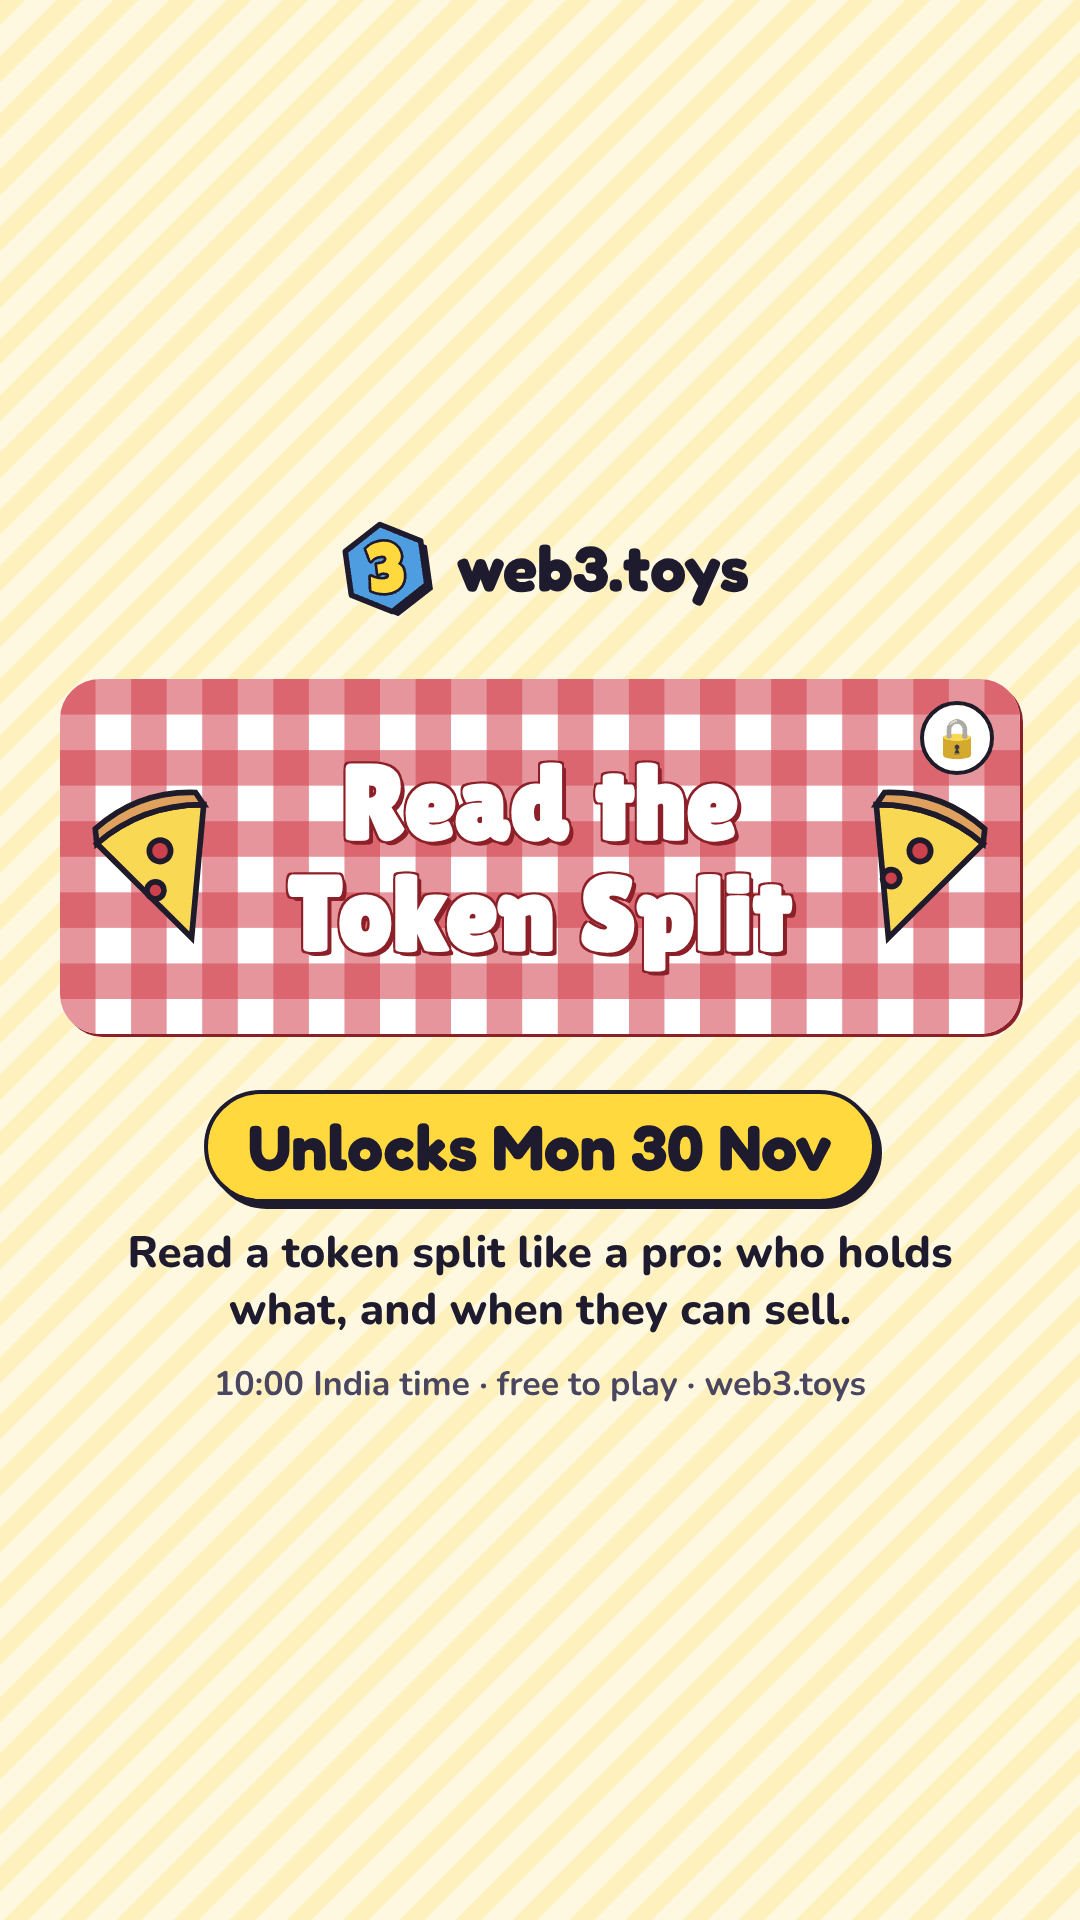 3 web3.toys
Read the
Token Split
Unlocks Mon 30 Nov
Read a token split like a pro: who holds
what, and when they can sell.
10:00 India time · free to play · web3.toys